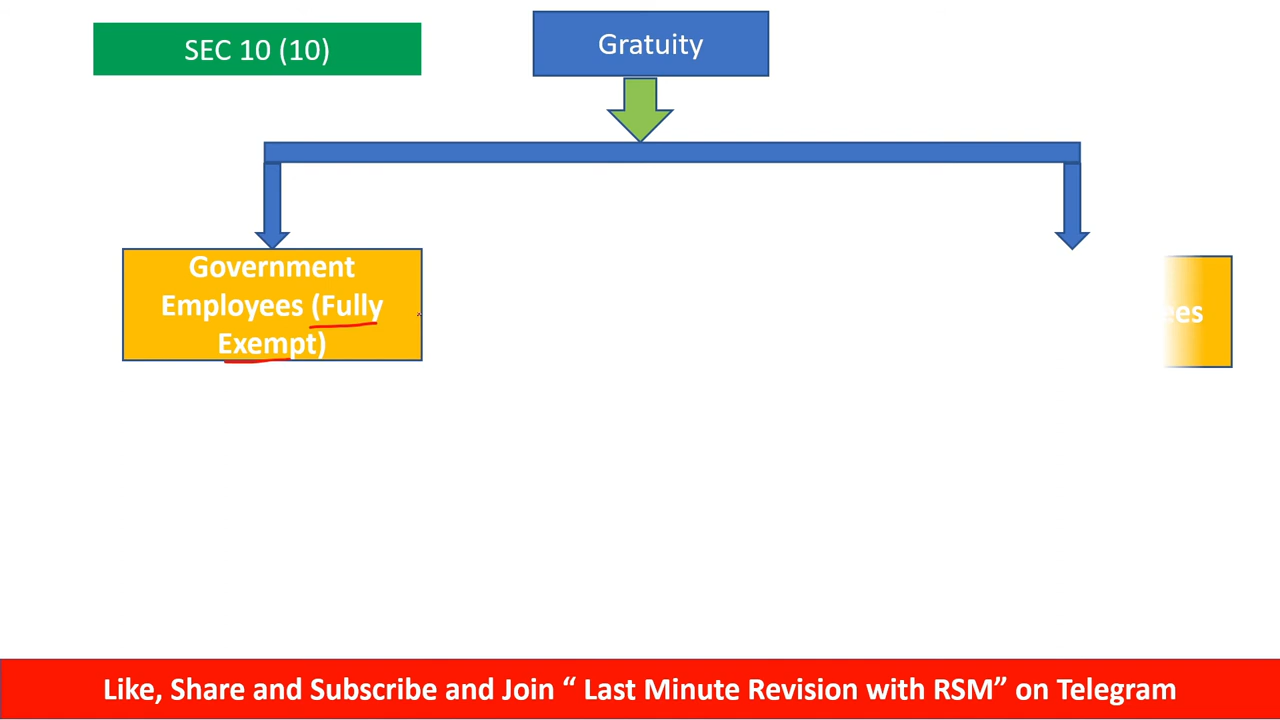 SEC 10 (10)
Gratuity
Government
Employees (Fully
Exempt)
Like, Share and Subscribe and Join “ Last Minute Revision with RSM” on Telegram